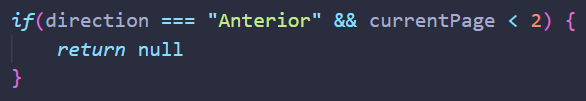 if(direction === "Anterior" && currentPage < 2) {
    return null
}